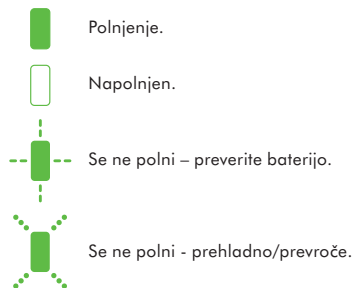 Polnjenje.
Napolnjen.
Se ne polni – preverite baterijo.
Se ne polni - prehladno/prevroče.